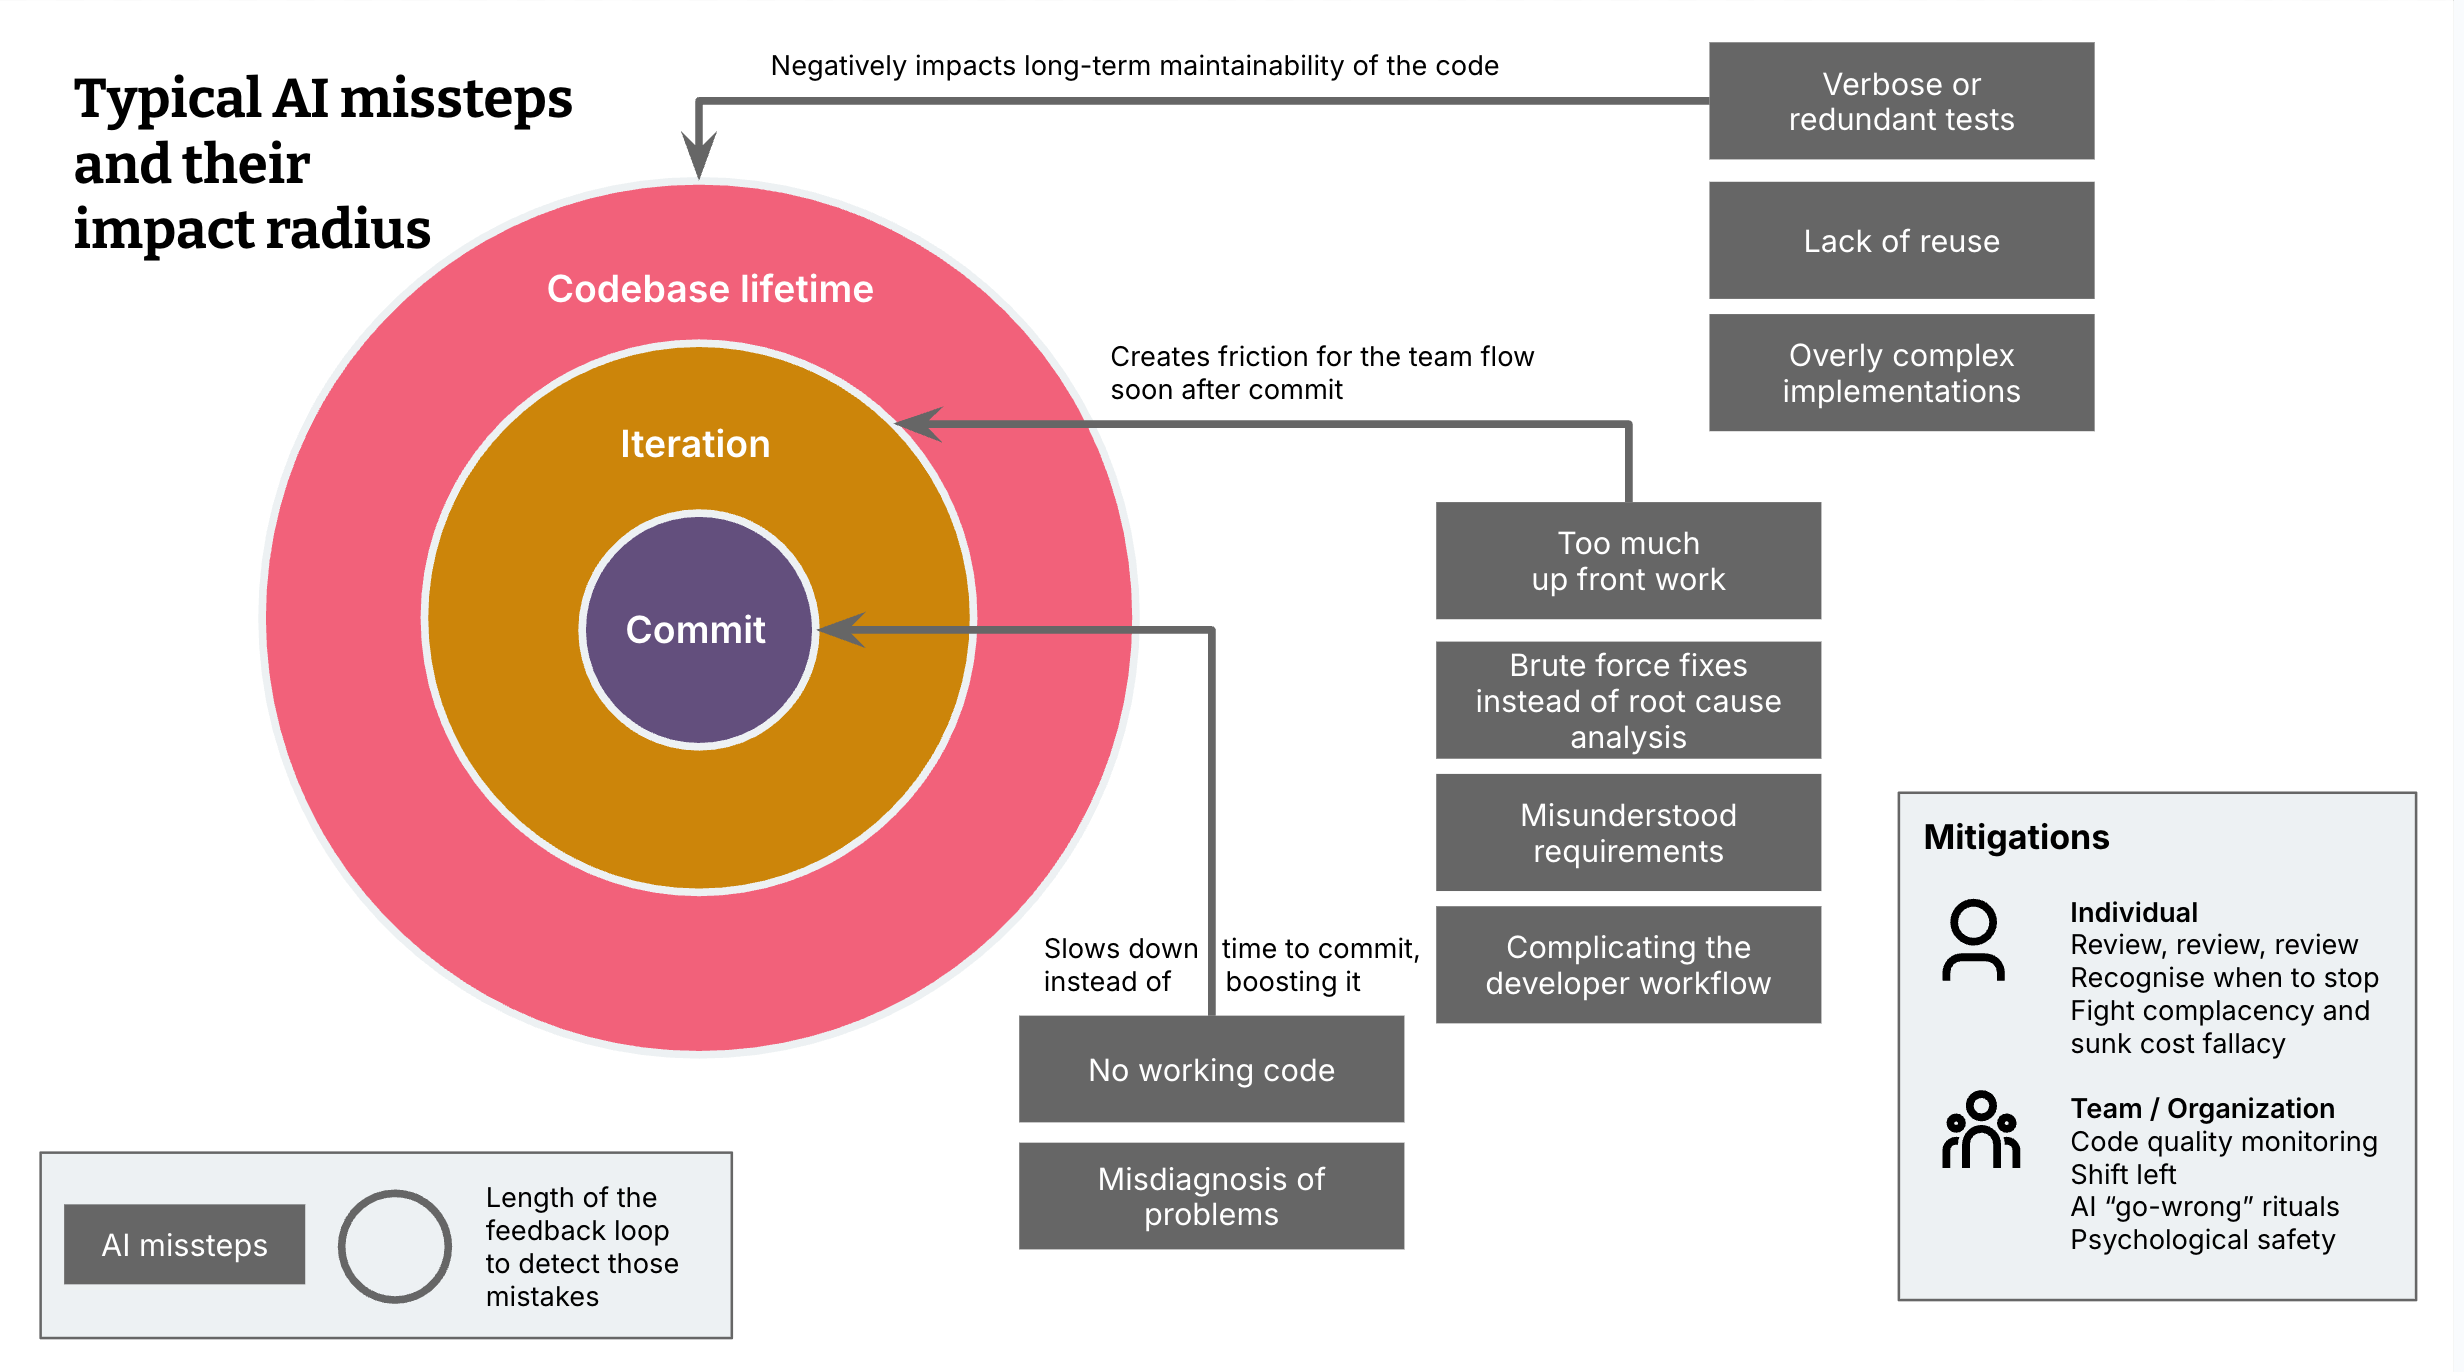 Typical AI missteps
and their
impact radius
Negatively impacts long-term maintainability of the code
Verbose or
redundant tests
Lack of reuse
Overly complex
implementations
Codebase lifetime
Iteration
Commit
Creates friction for the team flow
soon after commit
Too much
up front work
Brute force fixes
instead of root cause
analysis
Misunderstood
requirements
Complicating the
developer workflow
Slows down time to commit,
instead of boosting it
No working code
Misdiagnosis of
problems
AI missteps
Length of the
feedback loop
to detect those
mistakes
Mitigations
Individual
Review, review, review
Recognise when to stop
Fight complacency and
sunk cost fallacy
Team / Organization
Code quality monitoring
Shift left
AI “go-wrong” rituals
Psychological safety